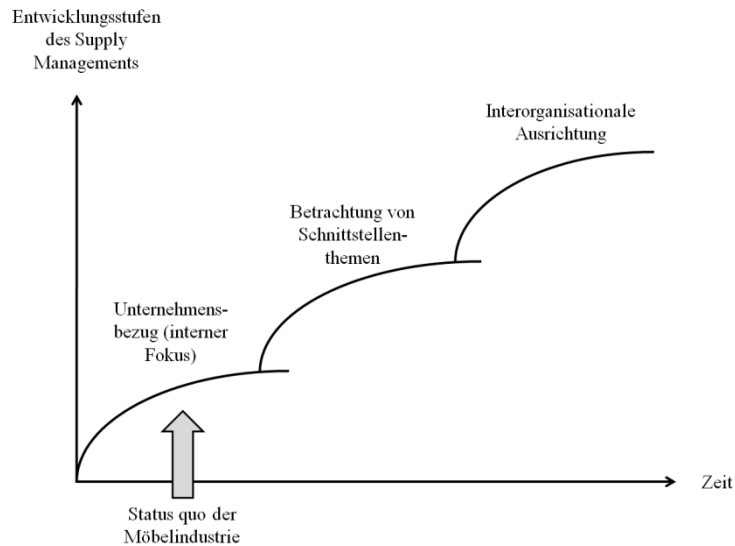 Entwicklungsstufen
des Supply
Managements
Interorganisationale
Ausrichtung
Betrachtung von
Schnittstellen-
themen
Unternehmens-
bezug (interner
Fokus)
Zeit
Status quo der
Möbelindustrie